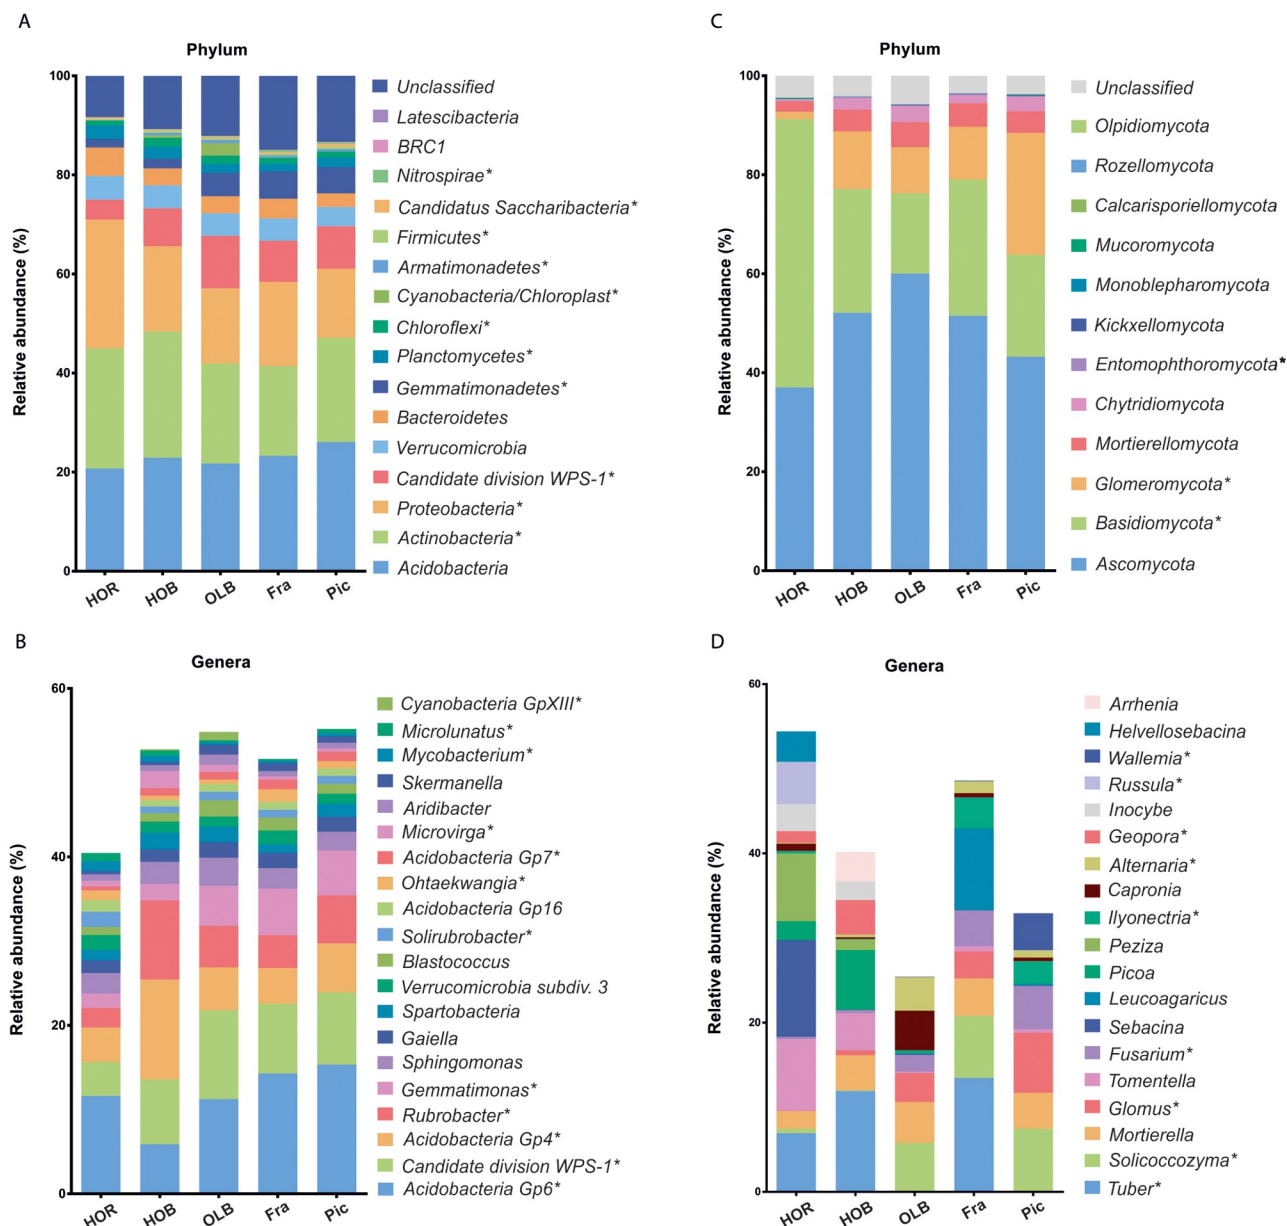 A
Phylum
Relative abundance (%)
100
80
60
40
20
0
HOR
HOB
OLB
Fra
Pic
Unclassified
Latescibacteria
BRC1
Nitrospirae*
Candidatus Saccharibacteria*
Firmicutes*
Armatimonadetes*
Cyanobacteria/Chloroplast*
Chloroflexi*
Planctomycetes*
Gemmatimonadetes*
Bacteroidetes
Verrucomicrobia
Candidate division WPS-1*
Proteobacteria*
Actinobacteria*
Acidobacteria
C
Phylum
Relative abundance (%)
100
80
60
40
20
0
HOR
HOB
OLB
Fra
Pic
Unclassified
Olpidiomycota
Rozellomycota
Calcarisporiellomycota
Mucoromycota
Monoblepharomycota
Kickxellomycota
Entomophthoromycota*
Chytridiomycota
Mortierellomycota
Glomeromycota*
Basidiomycota*
Ascomycota
B
Genera
Relative abundance (%)
60
40
20
0
HOR
HOB
OLB
Fra
Pic
Cyanobacteria GpXIII*
Microlunatus*
Mycobacterium*
Skermanella
Aridibacter
Microvirga*
Acidobacteria Gp7*
Ohtaekwangia*
Acidobacteria Gp16
Solirubrobacter*
Blastococcus
Verrucomicrobia subdiv. 3
Spartobacteria
Gaiella
Sphingomonas
Gemmatimonas*
Rubrobacter*
Acidobacteria Gp4*
Candidate division WPS-1*
Acidobacteria Gp6*
D
Genera
Relative abundance (%)
60
40
20
0
HOR
HOB
OLB
Fra
Pic
Arrhenia
Helvellosebacina
Wallemia*
Russula*
Inocybe
Geopora*
Alternaria*
Capronia
Ilyonectria*
Peziza
Picoa
Leucoagaricus
Sebacina
Fusarium*
Tomentella
Glomus*
Mortierella
Solicoccozyma*
Tuber*